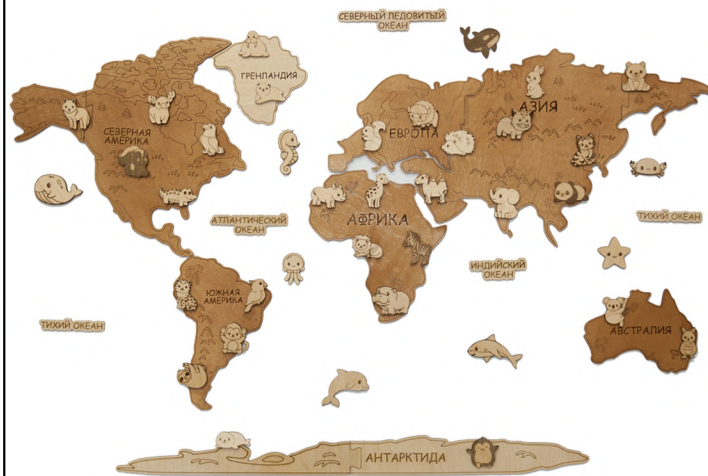 СЕВЕРНЫЙ ЛЕДОВИТЫЙ
ОКЕАН
ГРЕНЛАНДИЯ
СЕВЕРНАЯ
АМЕРИКА
ЕВРОПА
АЗИЯ
АТЛАНТИЧЕСКИЙ
ОКЕАН
АФРИКА
ТИХИЙ ОКЕАН
ИНДИЙСКИЙ
ОКЕАН
ЮЖНАЯ
АМЕРИКА
ТИХИЙ ОКЕАН
АВСТРАЛИЯ
АНТАРКТИДА